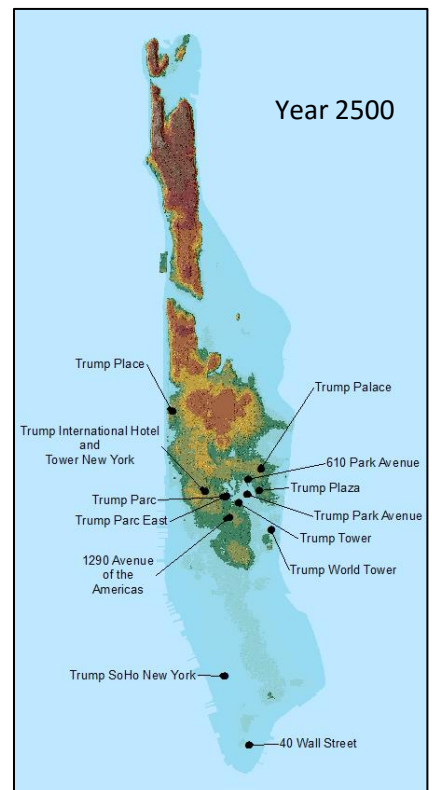 Year 2500
Trump Place
Trump Palace
Trump International Hotel
and
Tower New York
610 Park Avenue
Trump Plaza
Trump Parc
Trump Park Avenue
Trump Parc East
Trump Tower
1290 Avenue
of the
Americas
Trump World Tower
Trump SoHo New York
40 Wall Street